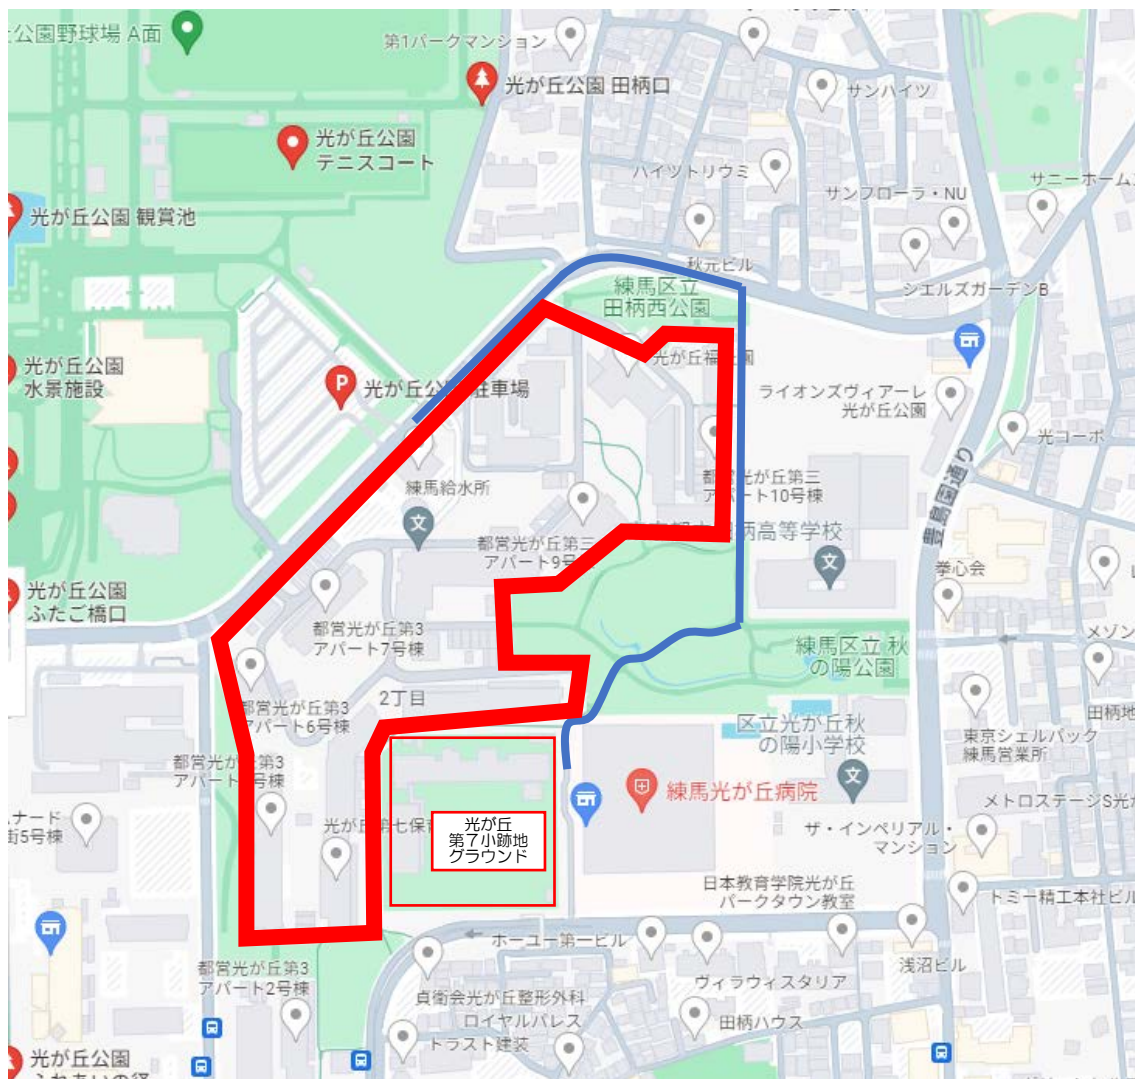 公園野球場 A面
第1パークマンション
光が丘公園 田柄口
サンハイツ
光が丘公園
テニスコート
ハイツトリウミ
サニーホーム
サンフローラ・NU
光が丘公園 観賞池
秋元ビル
練馬区立
田柄西公園
シエルズガーデンB
光が丘公園
水景施設
光が丘福
園
P
光が丘公
駐車場
ライオンズヴィアーレ
光が丘公園
光コーポ
豊島園通り
練馬給水所
都営光が丘第三
アパート10号棟
文
都営光が丘第三
アパート9号
柄高等学校
文
拳心会
光が丘公園
ふたご橋口
都営光が丘第3
アパート7号棟
メゾン
練馬区立 秋
の陽公園
2丁目
都営光が丘第3
アパート6号棟
区立光が丘秋
の陽小学校
文
田柄地
東京シェルパック
練馬営業所
都営光が丘第3
アパート
号棟
練馬光が丘病院
メトロステージS光が
ナード
街5号棟
光が丘
第七保
光が丘
第7小跡地
グラウンド
ザ・インペリアル・
マンション
日本教育学院光が丘
パークタウン教室
トミー精工本社ビル
ホーユー第一ビル
浅沼ビル
都営光が丘第3
アパート2号棟
ヴィラウィスタリア
貞衛会光が丘整形外科
ロイヤルパレス
田柄ハウス
トラスト建装
光が丘公園